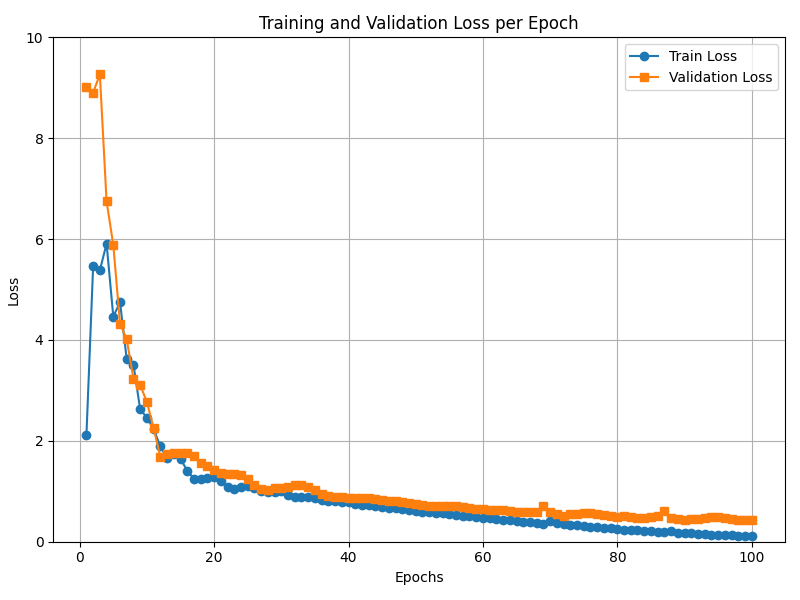 Training and Validation Loss per Epoch
Train Loss
Validation Loss
10
8
6
4
2
0
Loss
0 20 40 60 80 100
Epochs